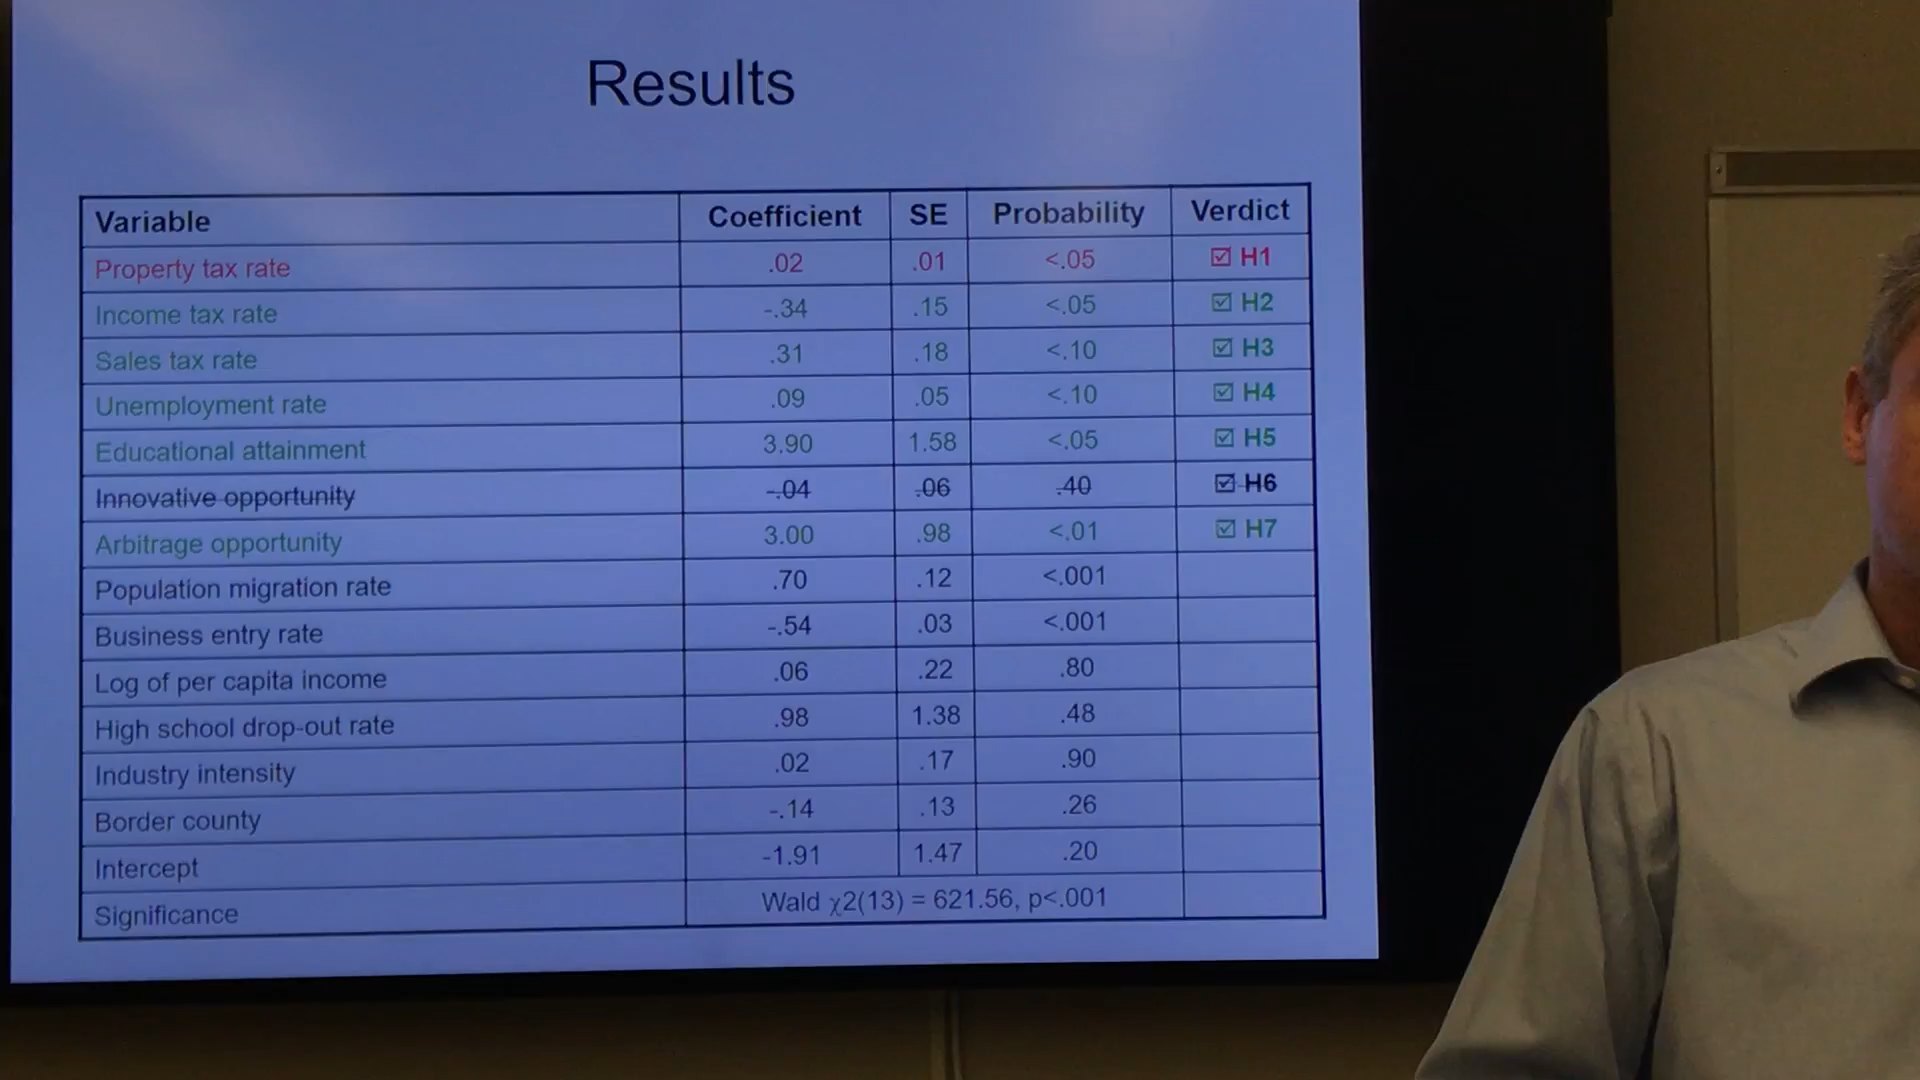 Results
Variable Coefficient SE Probability Verdict
Property tax rate .02 .01 <.05 ☑ H1
Income tax rate -.34 .15 <.05 ☑ H2
Sales tax rate .31 .18 <.10 ☑ H3
Unemployment rate .09 .05 <.10 ☑ H4
Educational attainment 3.90 1.58 <.05 ☑ H5
Innovative opportunity -.04 .06 .40 ☑ H6
Arbitrage opportunity 3.00 .98 <.01 ☑ H7
Population migration rate .70 .12 <.001
Business entry rate -.54 .03 <.001
Log of per capita income .06 .22 .80
High school drop-out rate .98 1.38 .48
Industry intensity .02 .17 .90
Border county -.14 .13 .26
Intercept -1.91 1.47 .20
Significance Wald χ2(13) = 621.56, p<.001